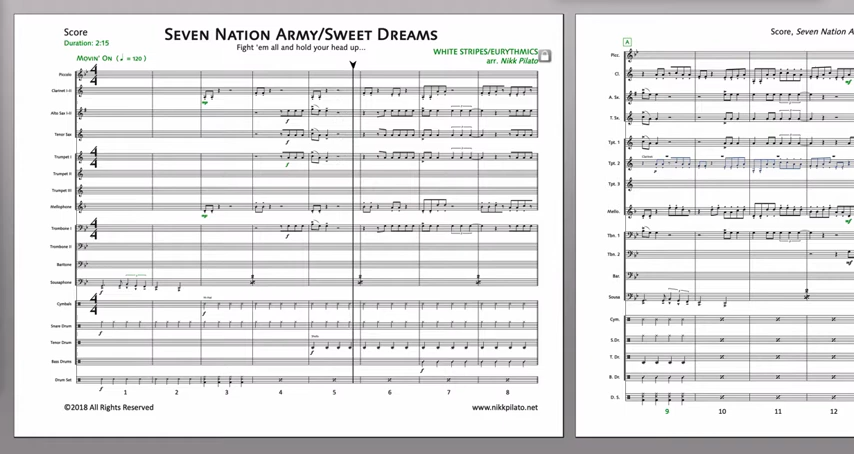 Score
SEVEN NATION ARMY/SWEET DREAMS
Duration: 2:15
Fight 'em all and hold your head up...
WHITE STRIPES/EURYTHMICS
MOVIN' ON (♩ = 120 )
arr. Nikk Pilato
Piccolo
Clarinet I-II
Alto Sax I-II
Tenor Sax
Trumpet I
Trumpet II
Trumpet III
Mellophone
Trombone I
Trombone II
Baritone
Sousaphone
Cymbals
Snare Drum
Tenor Drum
Bass Drums
Drum Set
1 2 3 4 5 6 7 8
©2018 All Rights Reserved
www.nikkpilato.net
Score, Seven Nation A
A
Picc.
Cl.
A. Sx.
T. Sx.
Tpt. 1
Tpt. 2
Tpt. 3
Mello.
Tbn. 1
Tbn. 2
Bar.
Sousa
Cym.
S.Dr.
T. Dr.
B. Dr.
D. S.
9 10 11 12